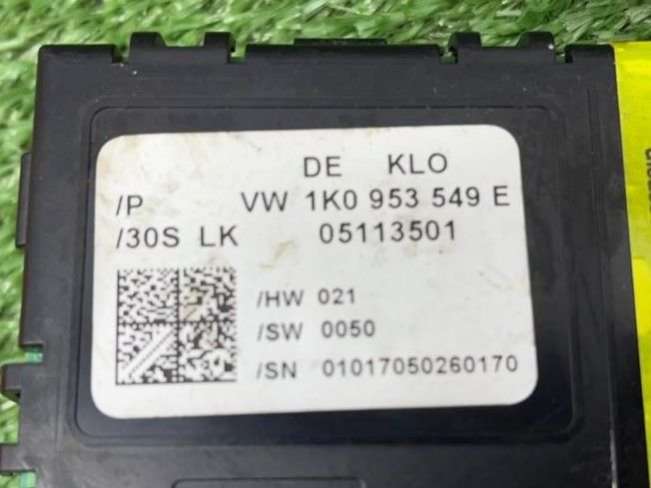 DE KLO
/P VW 1K0 953 549 E
/30S LK 05113501
/HW 021
/SW 0050
/SN 01017050260170